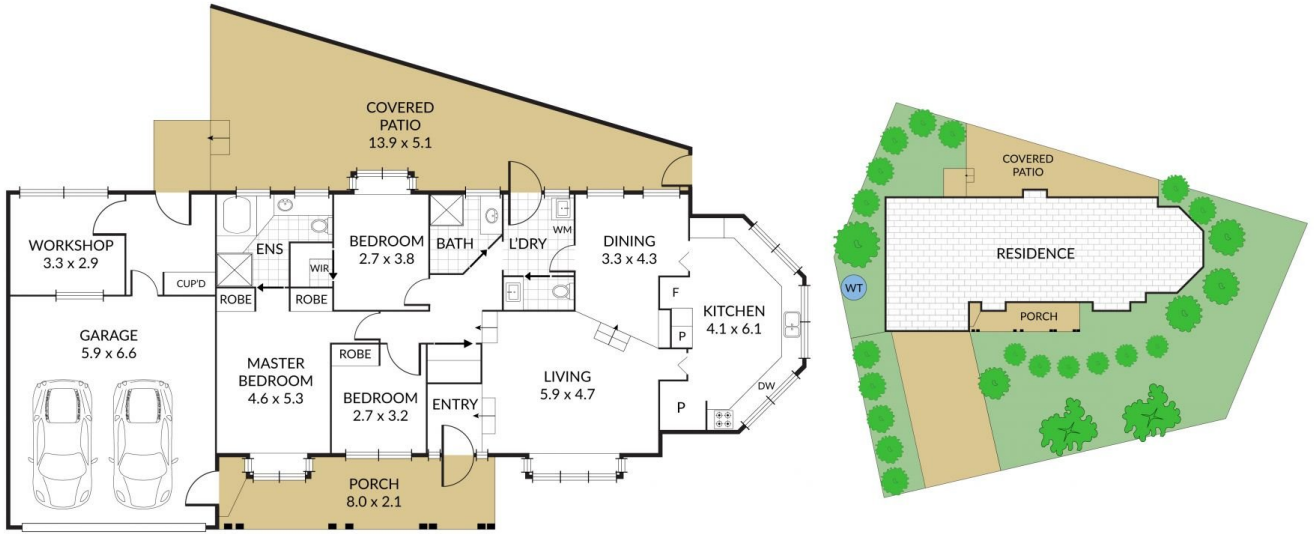 COVERED
PATIO
13.9 x 5.1
WORKSHOP
3.3 x 2.9
CUP'D
ENS
WIR
ROBE
ROBE
BEDROOM
2.7 x 3.8
BATH
L'DRY
WM
DINING
3.3 x 4.3
F
P
KITCHEN
4.1 x 6.1
DW
P
GARAGE
5.9 x 6.6
MASTER
BEDROOM
4.6 x 5.3
ROBE
BEDROOM
2.7 x 3.2
ENTRY
LIVING
5.9 x 4.7
PORCH
8.0 x 2.1
COVERED
PATIO
RESIDENCE
WT
PORCH